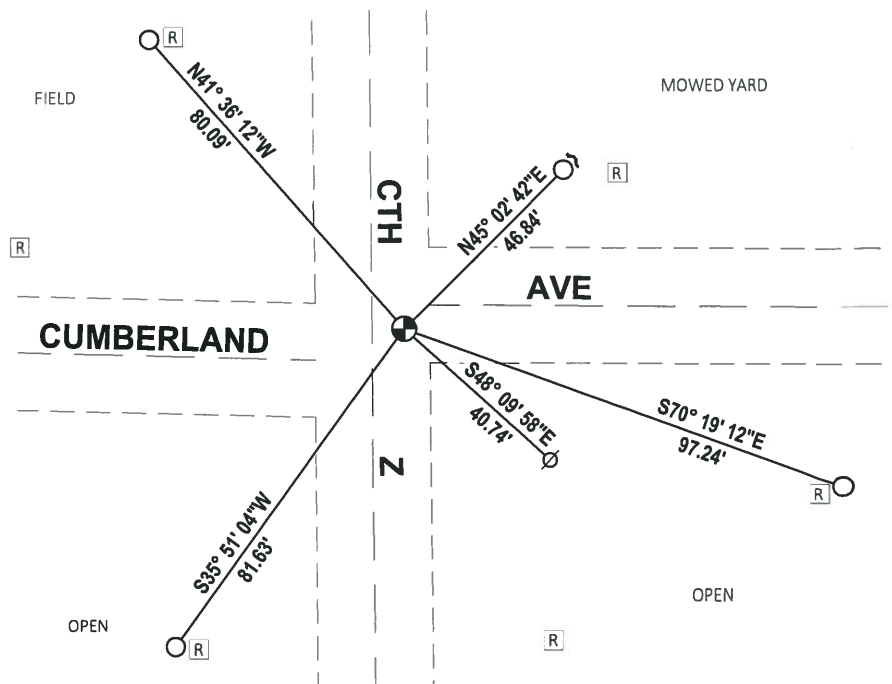 R
FIELD
N41° 36' 12"W
80.09'
MOWED YARD
R
N45° 02' 42"E
46.84'
R
CTH
AVE
CUMBERLAND
S48° 09' 58"E
40.74'
S70° 19' 12"E
97.24'
R
Z
S35° 51' 04"W
81.63'
OPEN
R
R
OPEN